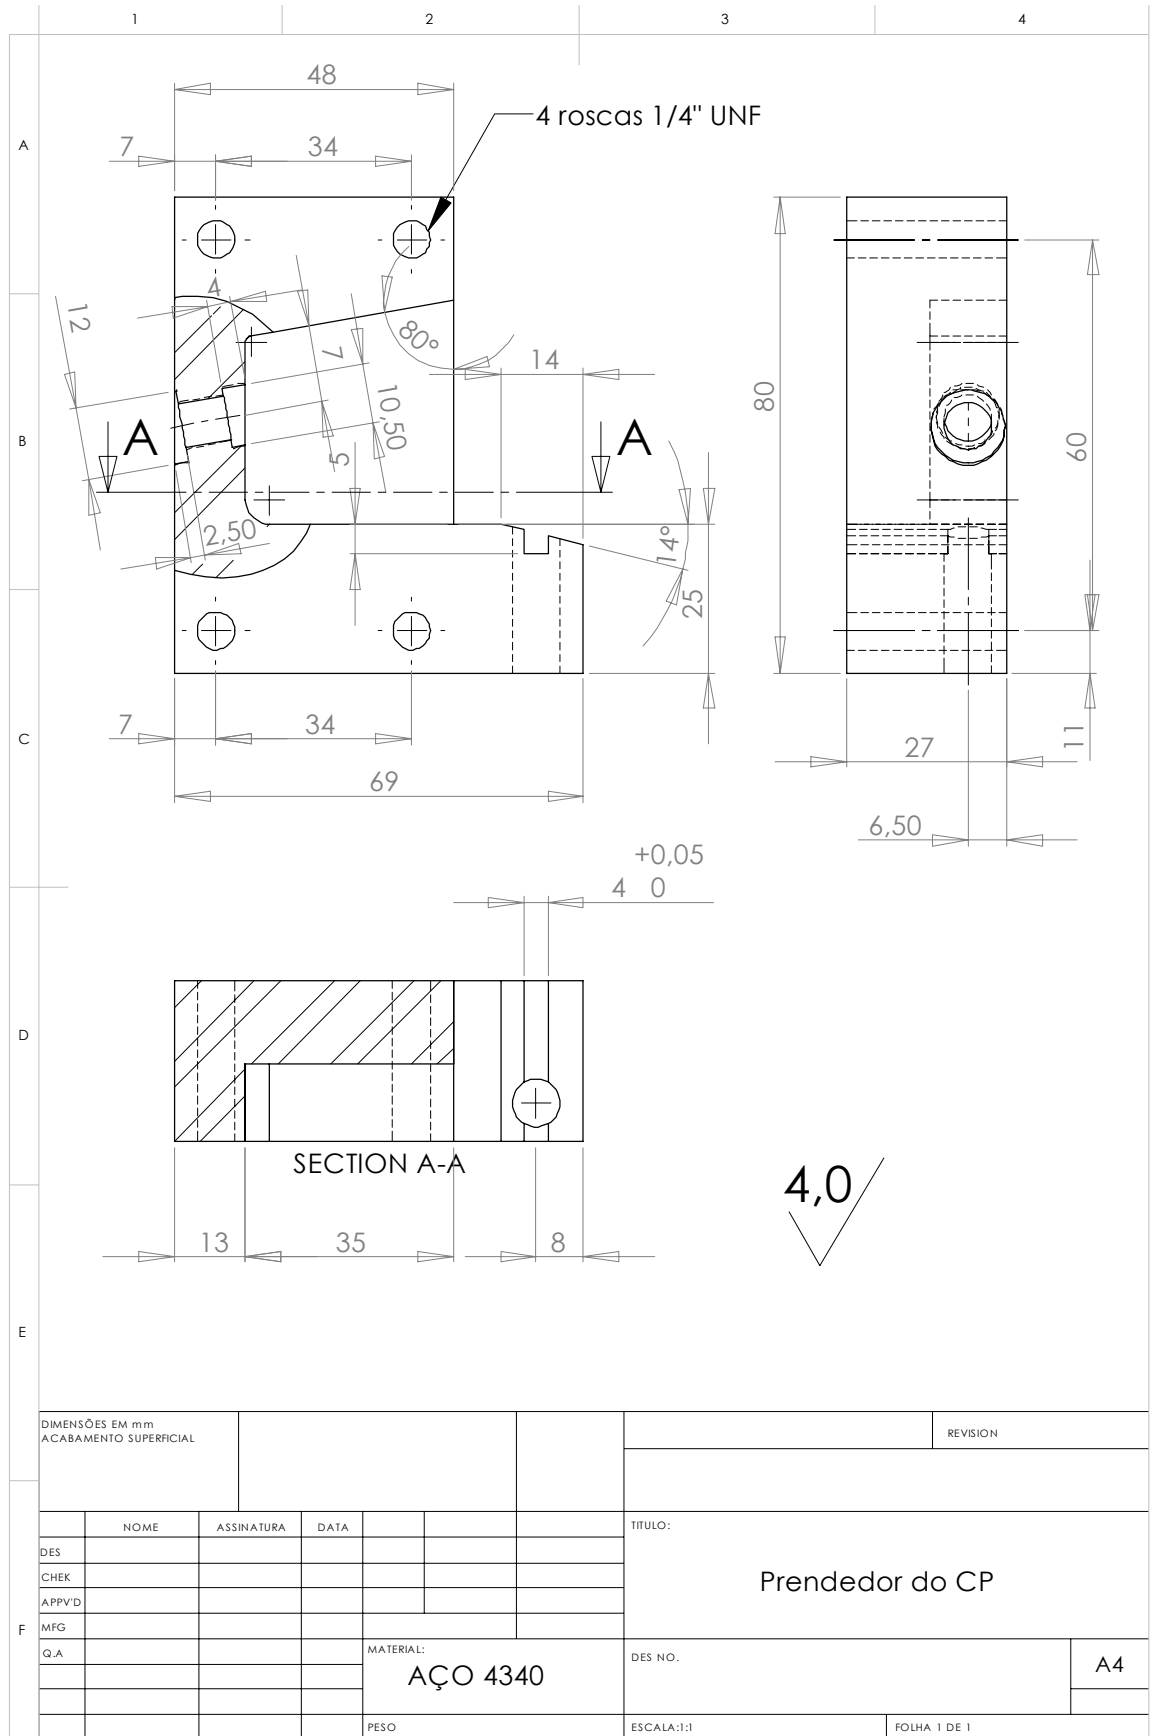 1 2 3 4
48
4 roscas 1/4" UNF
A
7 34
4
12
80°
7
14
10,50
80
B
A A
60
5
2,50
14°
25
C
7 34
11
27
69
6,50
+0,05
4 0
D
SECTION A-A
4,0
13 35 8
E
DIMENSÕES EM mm
ACABAMENTO SUPERFICIAL
REVISION
NOME ASSINATURA DATA
TITULO:
DES
CHEK
Prendedor do CP
APPV'D
F
MFG
Q.A
MATERIAL:
DES NO.
AÇO 4340
A4
PESO
ESCALA:1:1
FOLHA 1 DE 1